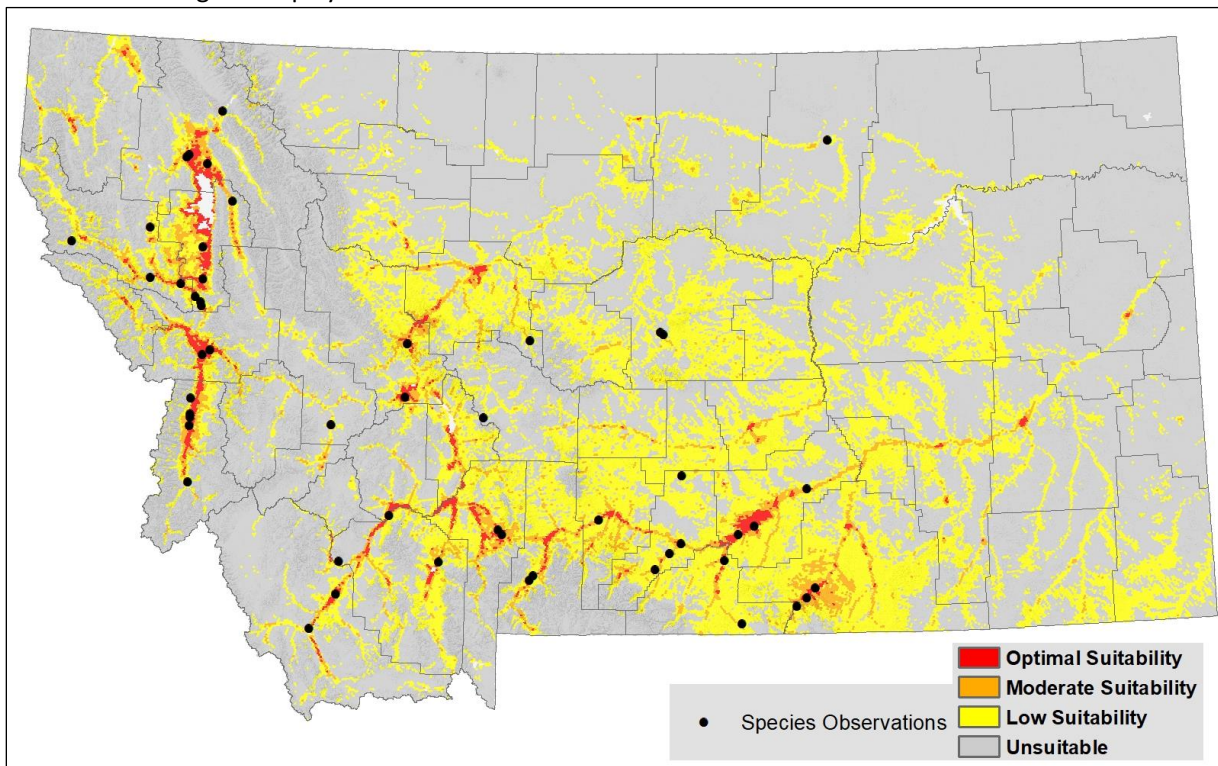 Optimal Suitability
Moderate Suitability
Species Observations
Low Suitability
Unsuitable